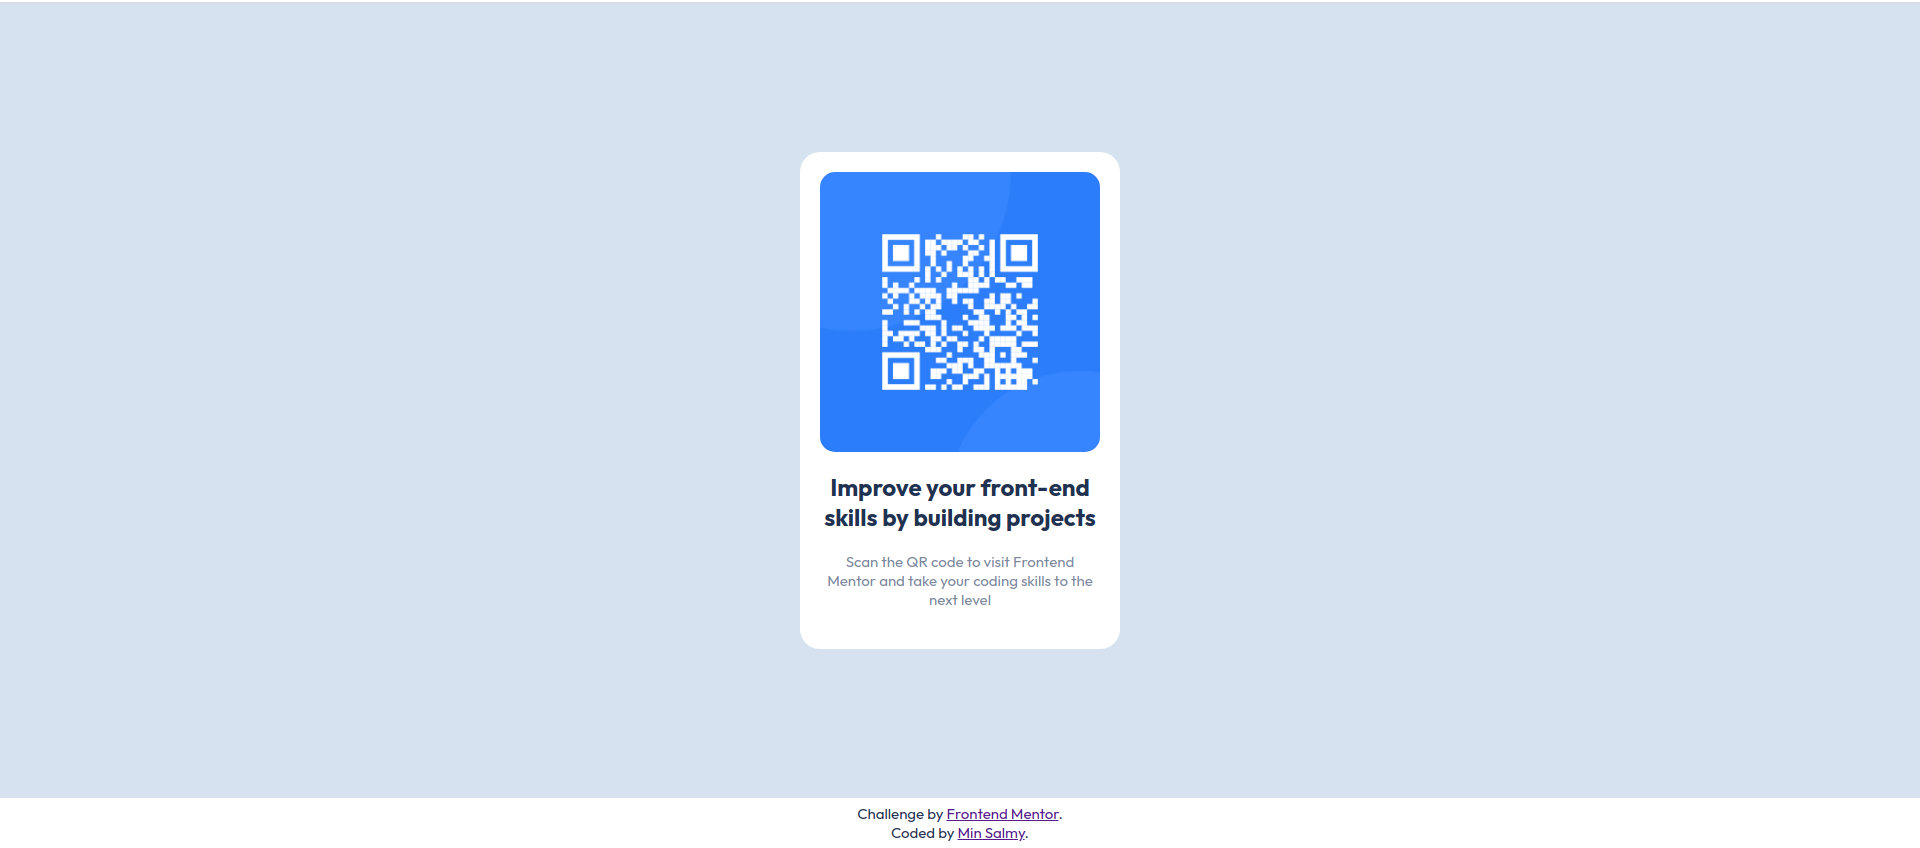 Improve your front-end
skills by building projects
Scan the QR code to visit Frontend
Mentor and take your coding skills to the
next level
Challenge by Frontend Mentor.
Coded by Min Salmy.